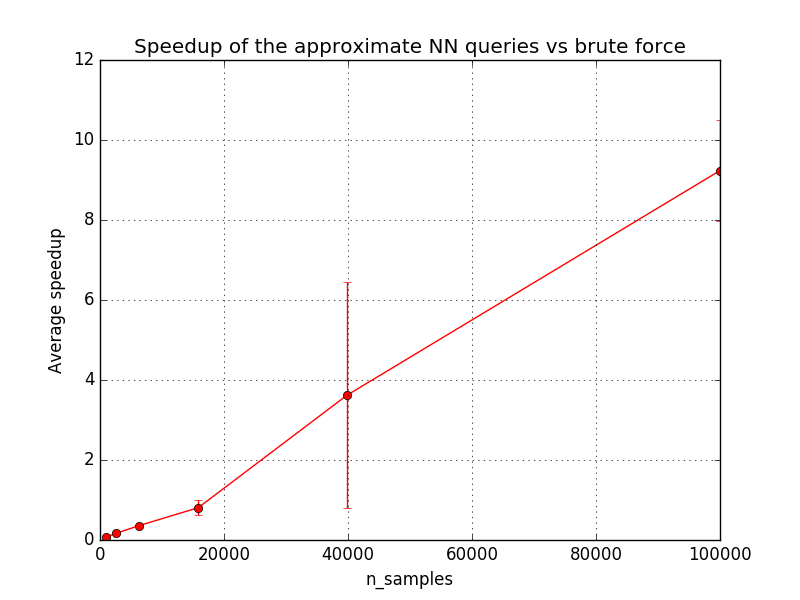 Speedup of the approximate NN queries vs brute force
12
10
8
6
4
2
0
Average speedup
0 20000 40000 60000 80000 100000
n_samples